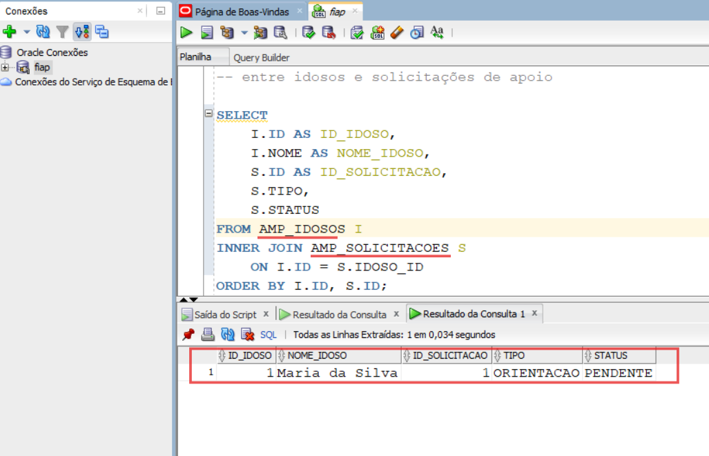 Conexões
Oracle Conexões
fiap
Conexões do Serviço de Esquema de
Página de Boas-Vindas
fiap
Planilha
Query Builder
-- entre idosos e solicitações de apoio
SELECT
I.ID AS ID_IDOSO,
I.NOME AS NOME_IDOSO,
S.ID AS ID_SOLICITACAO,
S.TIPO,
S.STATUS
FROM AMP_IDOSOS I
INNER JOIN AMP_SOLICITACOES S
ON I.ID = S.IDOSO_ID
ORDER BY I.ID, S.ID;
Saída do Script x Resultado da Consulta x Resultado da Consulta 1 x
SQL | Todas as Linhas Extraídas: 1 em 0,034 segundos
ID_IDOSO NOME_IDOSO ID_SOLICITACAO TIPO STATUS
1 1 Maria da Silva 1 ORIENTACAO PENDENTE